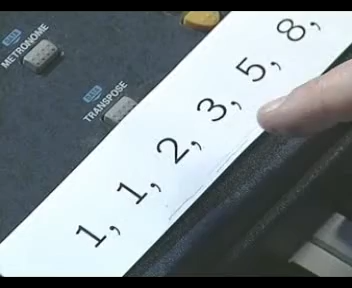 METRONOME
TRANSPOSE
1, 1, 2, 3, 5, 8,